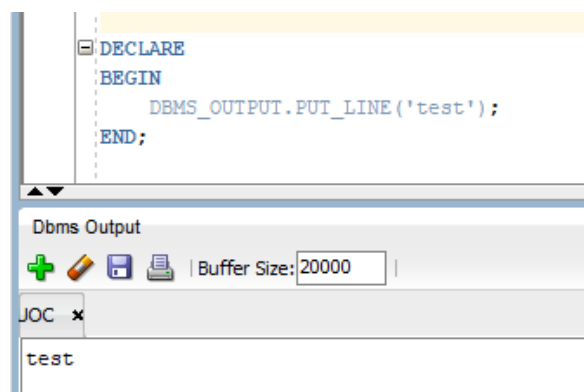 DECLARE
BEGIN
DBMS_OUTPUT.PUT_LINE('test');
END;
Dbms Output
Buffer Size: 20000
JOC
test